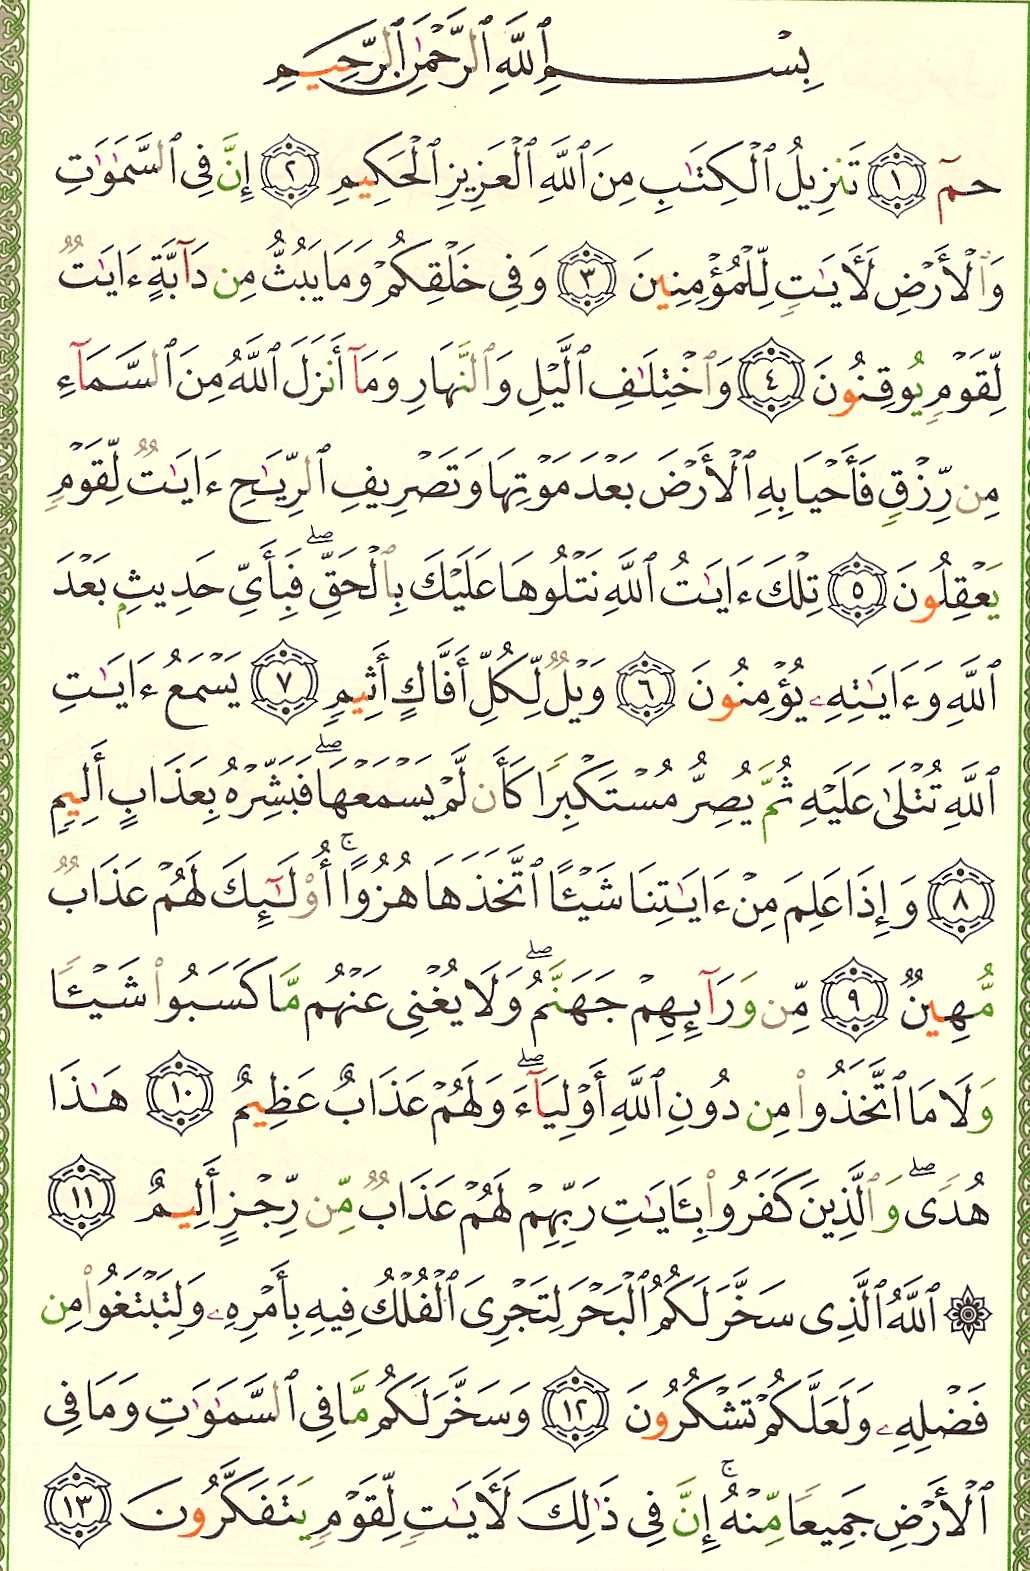 بِسْمِ ٱللَّهِ ٱلرَّحْمَٰنِ ٱلرَّحِيمِ
حمٓ ١ تَنزِيلُ ٱلْكِتَٰبِ مِنَ ٱللَّهِ ٱلْعَزِيزِ ٱلْحَكِيمِ ٢ إِنَّ فِى ٱلسَّمَٰوَٰتِ
وَٱلْأَرْضِ لَـَٔايَٰتٍ لِّلْمُؤْمِنِينَ ٣ وَفِى خَلْقِكُمْ وَمَا يَبُثُّ مِن دَآبَّةٍ ءَايَٰتٌ
لِّقَوْمٍ يُوقِنُونَ ٤ وَٱخْتِلَٰفِ ٱلَّيْلِ وَٱلنَّهَارِ وَمَآ أَنزَلَ ٱللَّهُ مِنَ ٱلسَّمَآءِ
مِن رِّزْقٍ فَأَحْيَا بِهِ ٱلْأَرْضَ بَعْدَ مَوْتِهَا وَتَصْرِيفِ ٱلرِّيَٰحِ ءَايَٰتٌ لِّقَوْمٍ
يَعْقِلُونَ ٥ تِلْكَ ءَايَٰتُ ٱللَّهِ نَتْلُوهَا عَلَيْكَ بِٱلْحَقِّ ۖ فَبِأَىِّ حَدِيثٍ بَعْدَ
ٱللَّهِ وَءَايَٰتِهِۦ يُؤْمِنُونَ ٦ وَيْلٌ لِّكُلِّ أَفَّاكٍ أَثِيمٍ ٧ يَسْمَعُ ءَايَٰتِ
ٱللَّهِ تُتْلَىٰ عَلَيْهِ ثُمَّ يُصِرُّ مُسْتَكْبِرًا كَأَن لَّمْ يَسْمَعْهَا ۖ فَبَشِّرْهُ بِعَذَابٍ أَلِيمٍ
٨ وَإِذَا عَلِمَ مِنْ ءَايَٰتِنَا شَيْـًٔا ٱتَّخَذَهَا هُزُوًا ۚ أُو۟لَٰٓئِكَ لَهُمْ عَذَابٌ
مُّهِينٌ ٩ مِّن وَرَآئِهِمْ جَهَنَّمُ ۖ وَلَا يُغْنِى عَنْهُم مَّا كَسَبُوا۟ شَيْـًٔا
وَلَا مَا ٱتَّخَذُوا۟ مِن دُونِ ٱللَّهِ أَوْلِيَآءَ ۖ وَلَهُمْ عَذَابٌ عَظِيمٌ ١٠ هَٰذَا
هُدًى ۖ وَٱلَّذِينَ كَفَرُوا۟ بِـَٔايَٰتِ رَبِّهِمْ لَهُمْ عَذَابٌ مِّن رِّجْزٍ أَلِيمٌ ١١
۞ ٱللَّهُ ٱلَّذِى سَخَّرَ لَكُمُ ٱلْبَحْرَ لِتَجْرِىَ ٱلْفُلْكُ فِيهِ بِأَمْرِهِۦ وَلِتَبْتَغُوا۟ مِن
فَضْلِهِۦ وَلَعَلَّكُمْ تَشْكُرُونَ ١٢ وَسَخَّرَ لَكُم مَّا فِى ٱلسَّمَٰوَٰتِ وَمَا فِى
ٱلْأَرْضِ جَمِيعًا مِّنْهُ ۚ إِنَّ فِى ذَٰلِكَ لَـَٔايَٰتٍ لِّقَوْمٍ يَتَفَكَّرُونَ ١٣